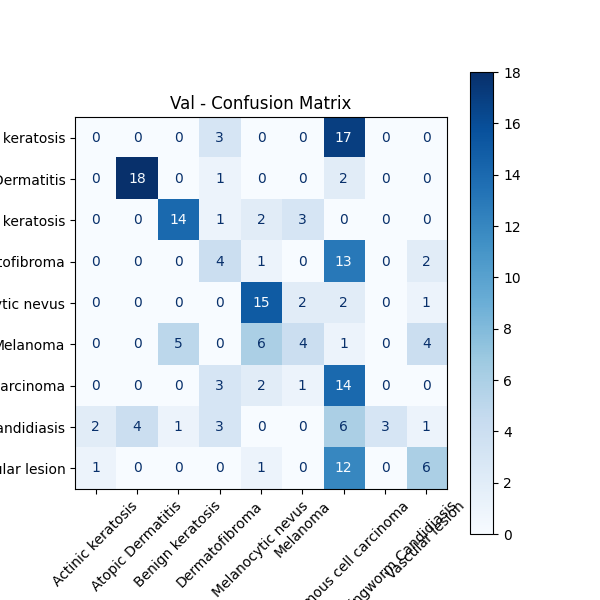 Val - Confusion Matrix
keratosis 0 0 0 3 0 0 17 0 0
Dermatitis 0 18 0 1 0 0 2 0 0
keratosis 0 0 14 1 2 3 0 0 0
tofibroma 0 0 0 4 1 0 13 0 2
ytic nevus 0 0 0 0 15 2 2 0 1
Melanoma 0 0 5 0 6 4 1 0 4
arcinoma 0 0 0 3 2 1 14 0 0
andidiasis 2 4 1 3 0 0 6 3 1
ular lesion 1 0 0 0 1 0 12 0 6
Actinic keratosis
Atopic Dermatitis
Benign keratosis
Dermatofibroma
Melanocytic nevus
Melanoma
mous cell carcinoma
ngworm Candidiasis
Vascular lesion
18
16
14
12
10
8
6
4
2
0